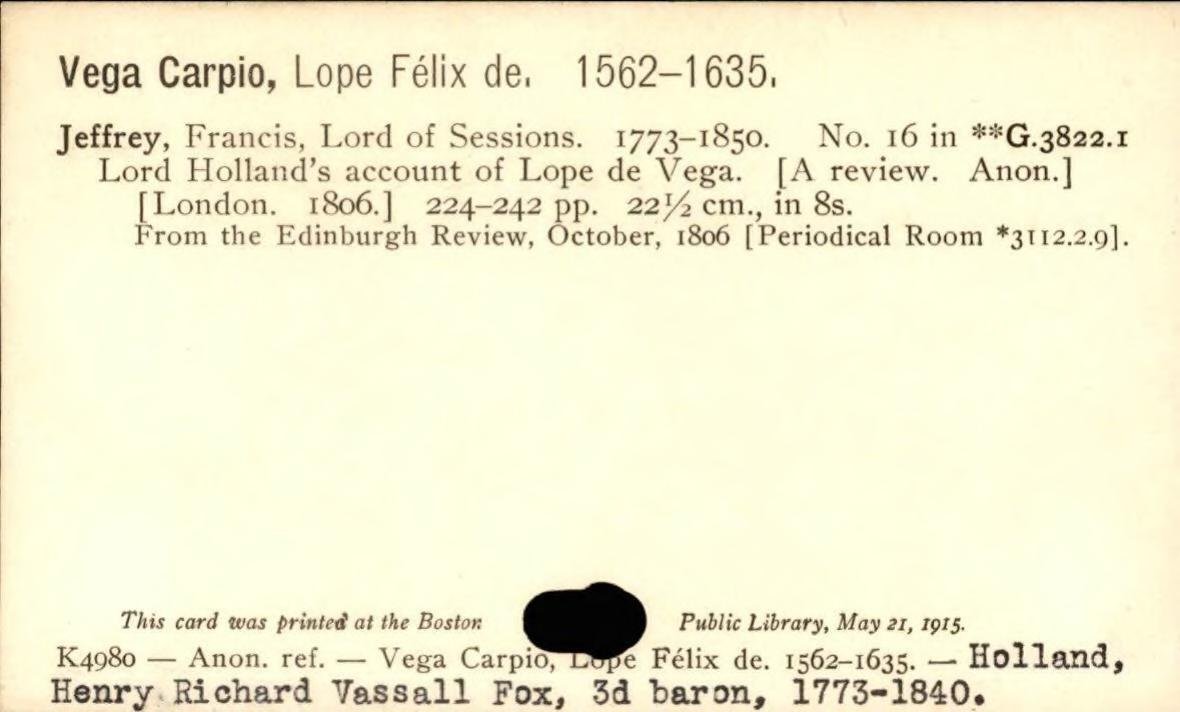 Vega Carpio, Lope Félix de. 1562–1635.
Jeffrey, Francis, Lord of Sessions. 1773–1850. No. 16 in **G.3822.1
Lord Holland's account of Lope de Vega. [A review. Anon.]
[London. 1806.] 224–242 pp. 22½ cm., in 8s.
From the Edinburgh Review, October, 1806 [Periodical Room *3112.2.9].
This card was printed at the Boston Public Library, May 21, 1915.
K4980 — Anon. ref. — Vega Carpio, Lope Félix de. 1562–1635. — Holland,
Henry Richard Vassall Fox, 3d baron, 1773-1840.